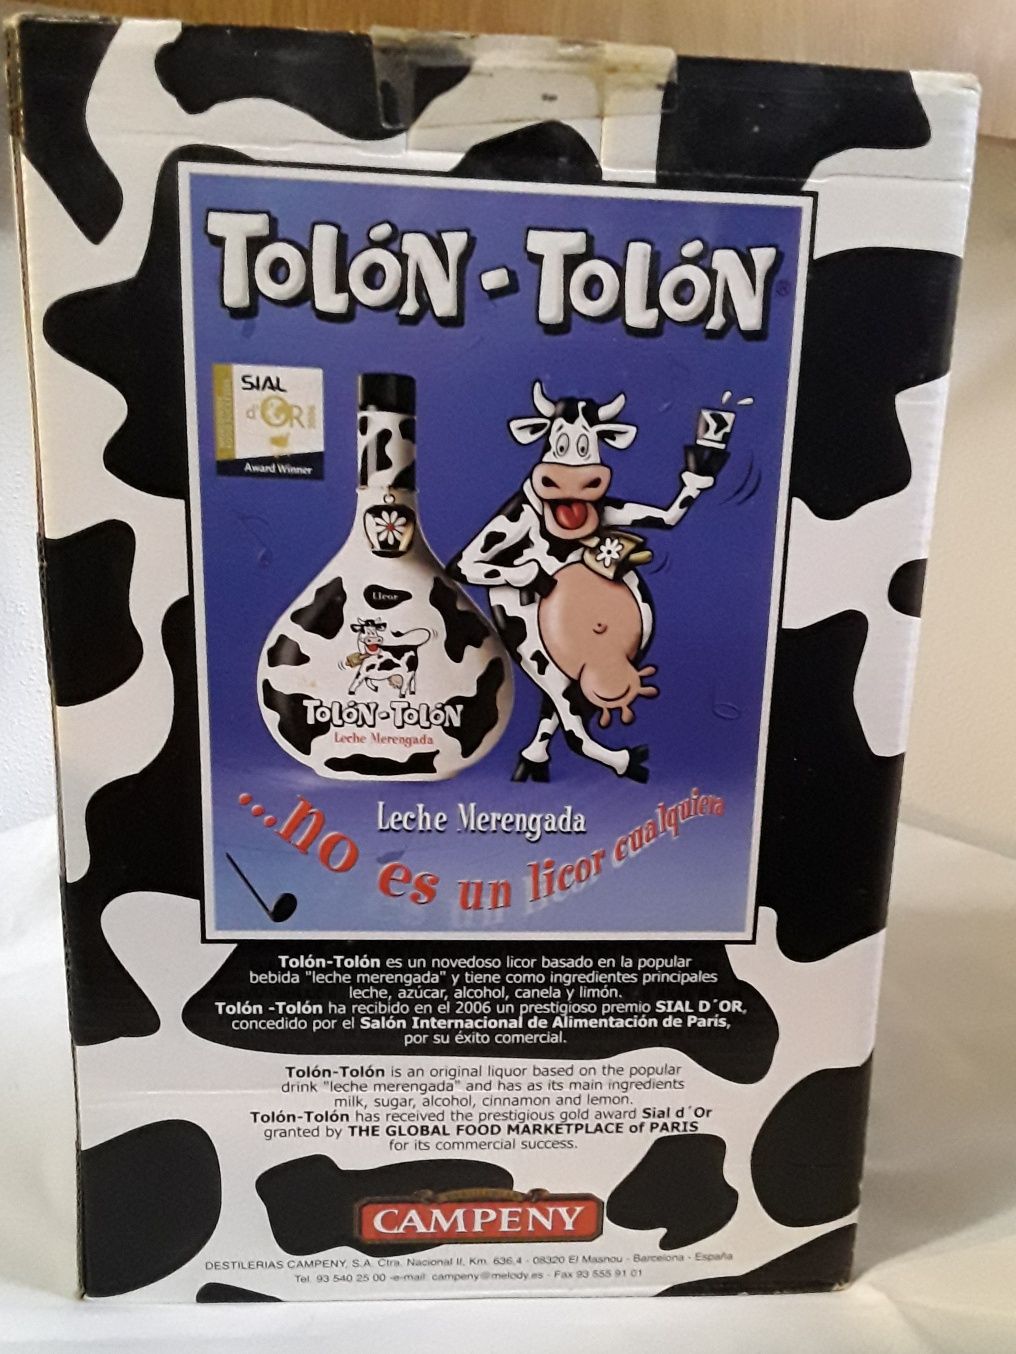 TOLÓN-TOLÓN®
SIAL
d'OR
Award Winner
Licor
TOLÓN-TOLÓN
Leche Merengada
Leche Merengada
...no es un licor cualquiera
Tolón-Tolón es un novedoso licor basado en la popular
bebida "leche merengada" y tiene como ingredientes principales
leche, azúcar, alcohol, canela y limón.
Tolón -Tolón ha recibido en el 2006 un prestigioso premio SIAL D´OR,
concedido por el Salón Internacional de Alimentación de París,
por su éxito comercial.
Tolón-Tolón is an original liquor based on the popular
drink "leche merengada" and has as its main ingredients
milk, sugar, alcohol, cinnamon and lemon.
Tolón-Tolón has received the prestigious gold award Sial d´Or
granted by THE GLOBAL FOOD MARKETPLACE of PARIS
for its commercial success.
CAMPENY
DESTILERIAS CAMPENY, S.A. Ctra. Nacional II, Km. 636,4 - 08320 El Masnou - Barcelona - España
Tel. 93 540 25 00 -e-mail: campeny@melody.es - Fax 93 555 91 01